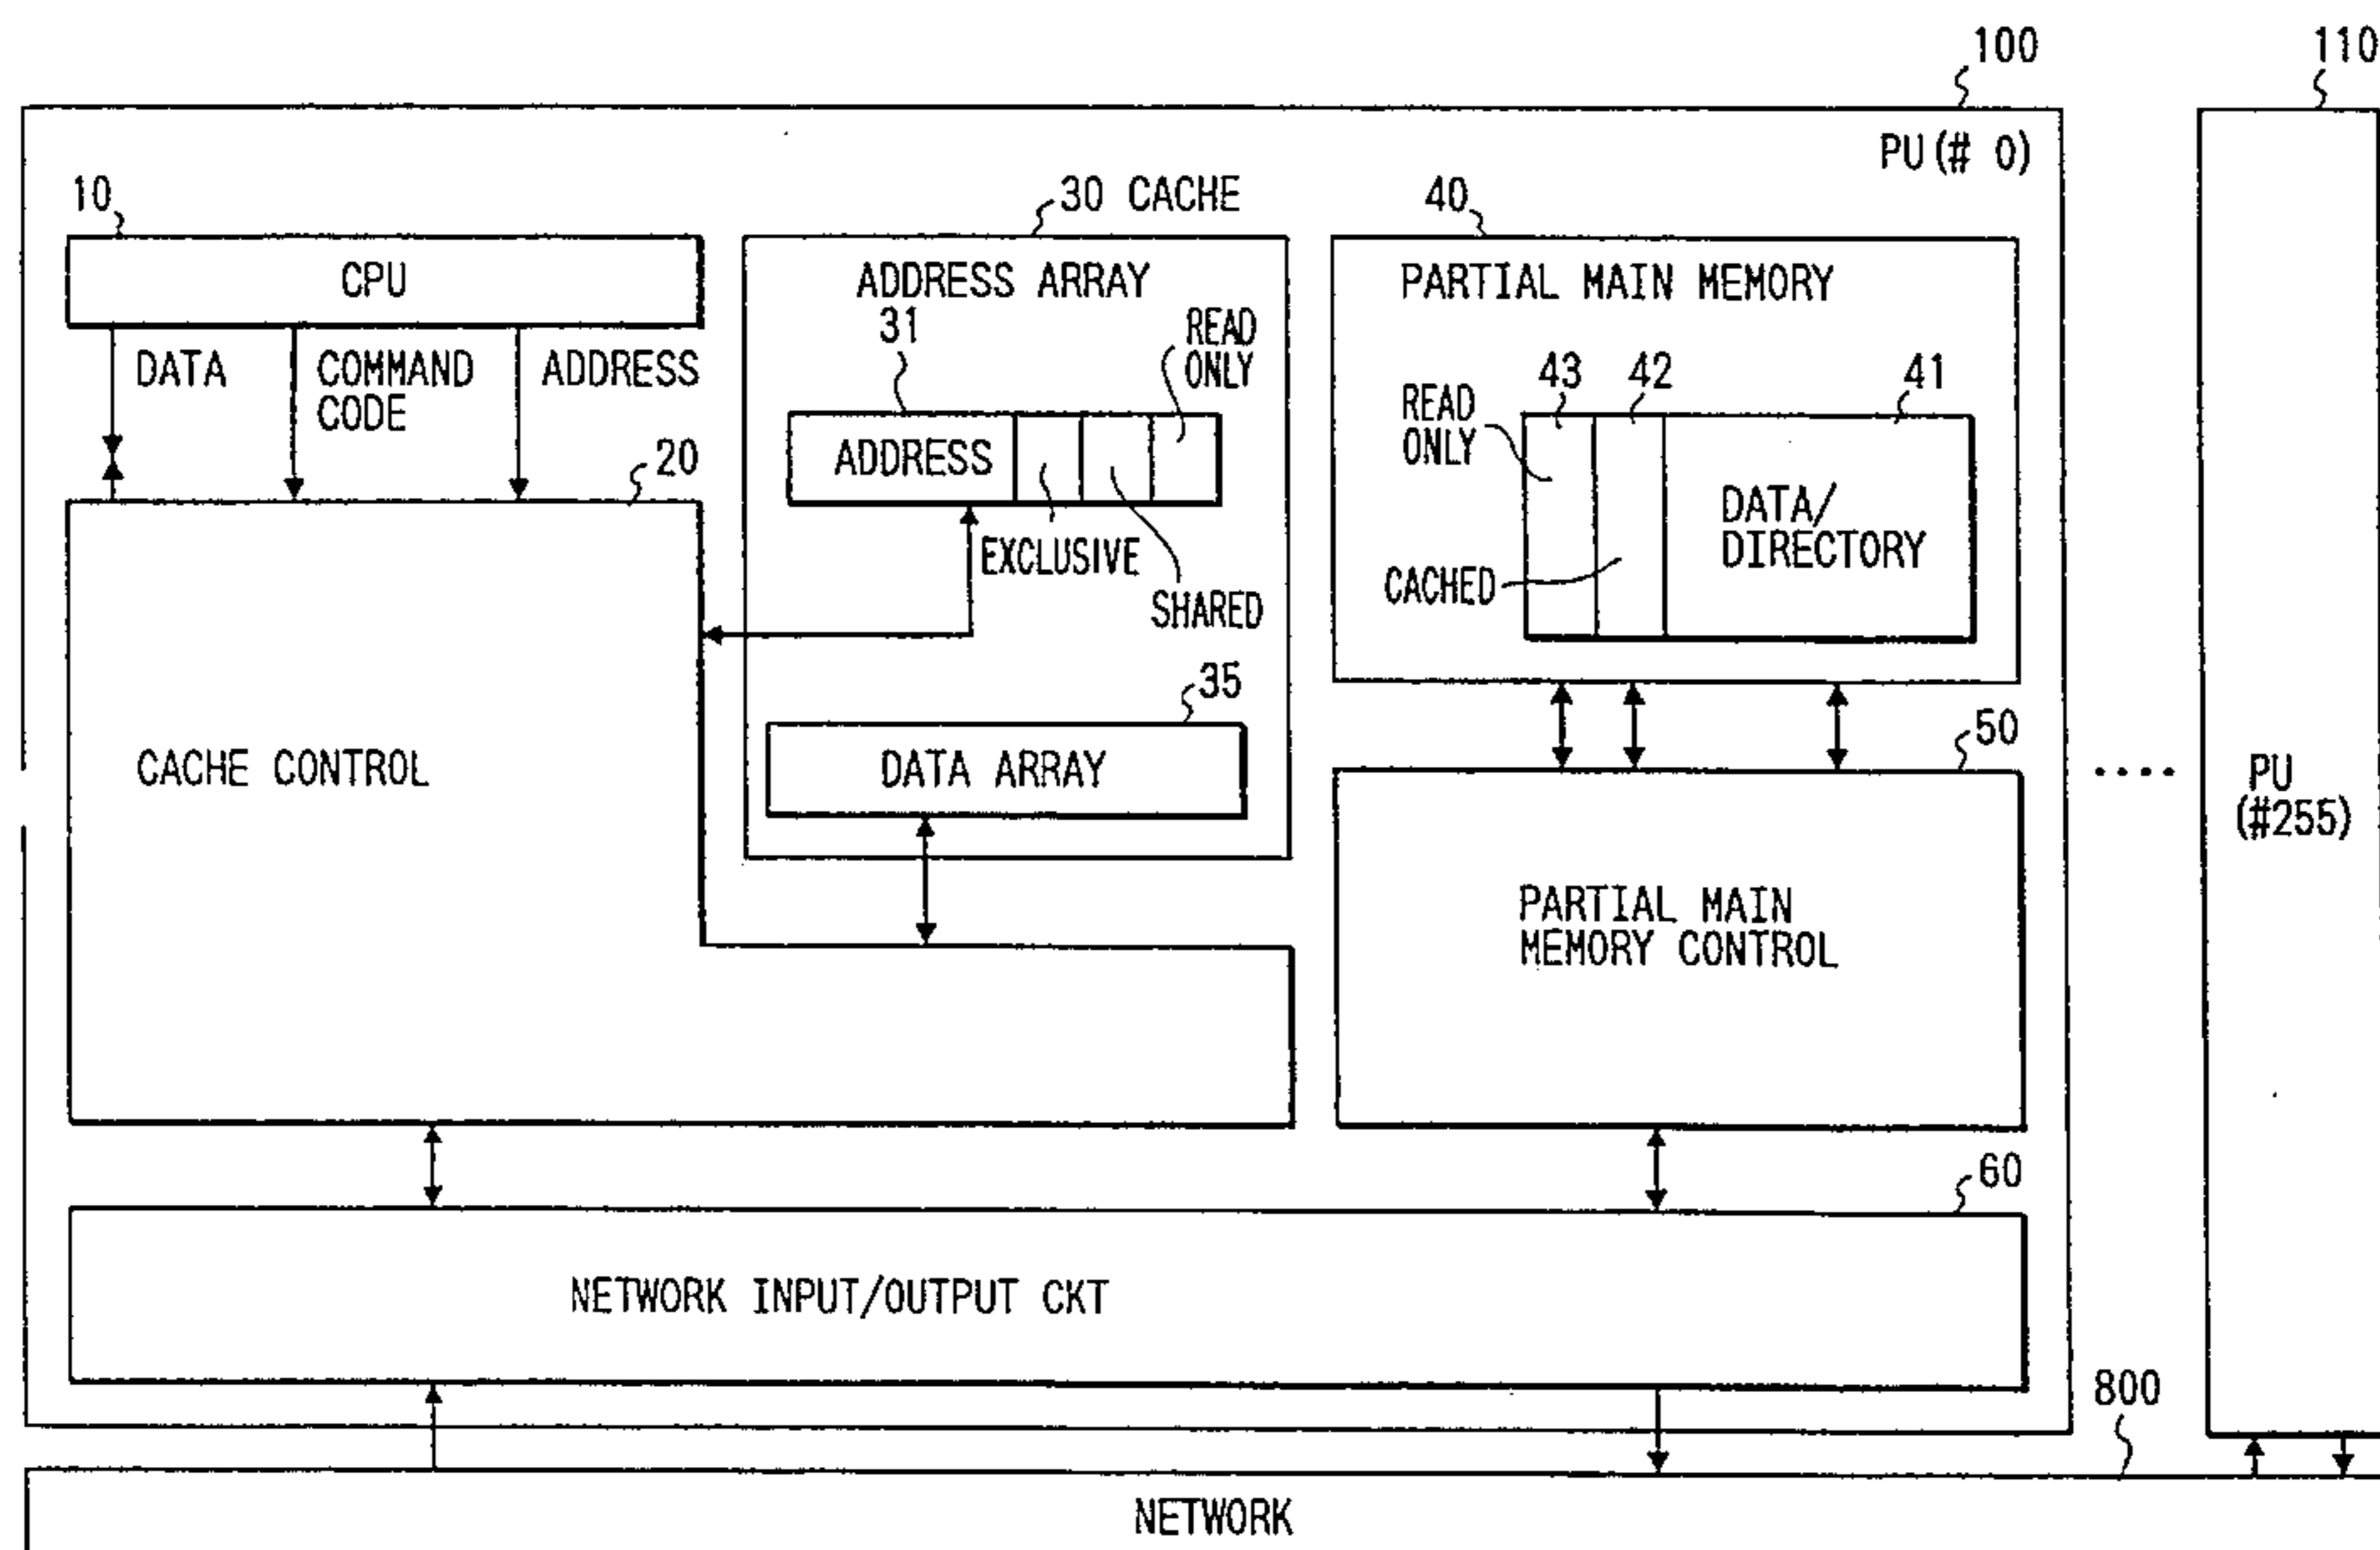 100
110
PU (# 0)
10
30 CACHE
40
CPU
ADDRESS ARRAY
PARTIAL MAIN MEMORY
31
READ
ONLY
DATA
COMMAND
CODE
ADDRESS
43
42
41
READ
ONLY
20
ADDRESS
DATA/
DIRECTORY
EXCLUSIVE
CACHED
SHARED
35
50
CACHE CONTROL
DATA ARRAY
....
PU
(#255)
PARTIAL MAIN
MEMORY CONTROL
60
NETWORK INPUT/OUTPUT CKT
800
NETWORK